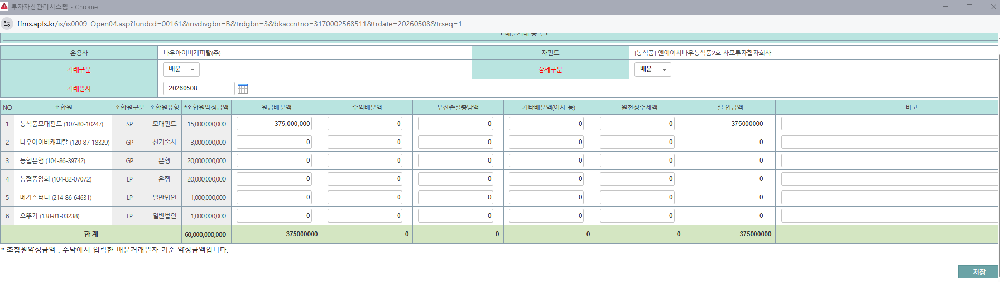 투자자산관리시스템 - Chrome
ffms.apfs.kr/is/is0009_Open04.asp?fundcd=00161&invdivgbn=B&trdgbn=3&bkaccntno=3170002568511&trdate=20260508&trseq=1
< 배분거래 등록 >
운용사 나우아이비캐피탈(주) 자펀드 [농식품] 엔에이치나우농식품2호 사모투자합자회사
거래구분 배분 상세구분 배분
거래일자 20260508
NO 조합원 조합원구분 조합원유형 *조합원약정금액 원금배분액 수익배분액 우선손실충당액 기타배분액(이자 등) 원천징수세액 실 입금액 비고
1 농식품모태펀드 (107-80-10247) SP 모태펀드 15,000,000,000 375,000,000 0 0 0 0 375000000
2 나우아이비캐피탈 (120-87-18329) GP 신기술사 3,000,000,000 0 0 0 0 0 0
3 농협은행 (104-86-39742) GP 은행 20,000,000,000 0 0 0 0 0 0
4 농협중앙회 (104-82-07072) LP 은행 20,000,000,000 0 0 0 0 0 0
5 메가스터디 (214-86-64631) LP 일반법인 1,000,000,000 0 0 0 0 0 0
6 오뚜기 (138-81-03238) LP 일반법인 1,000,000,000 0 0 0 0 0 0
합 계 60,000,000,000 375000000 0 0 0 0 375000000
* 조합원약정금액 : 수탁에서 입력한 배분거래일자 기준 약정금액입니다.
저장